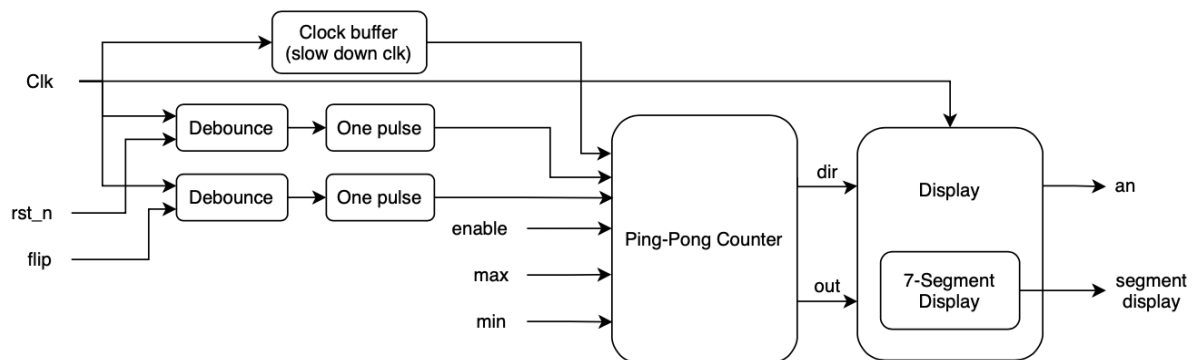 Clock buffer
(slow down clk)
Clk
Debounce
One pulse
Debounce
One pulse
rst_n
flip
enable
max
min
Ping-Pong Counter
dir
out
Display
7-Segment
Display
an
segment
display